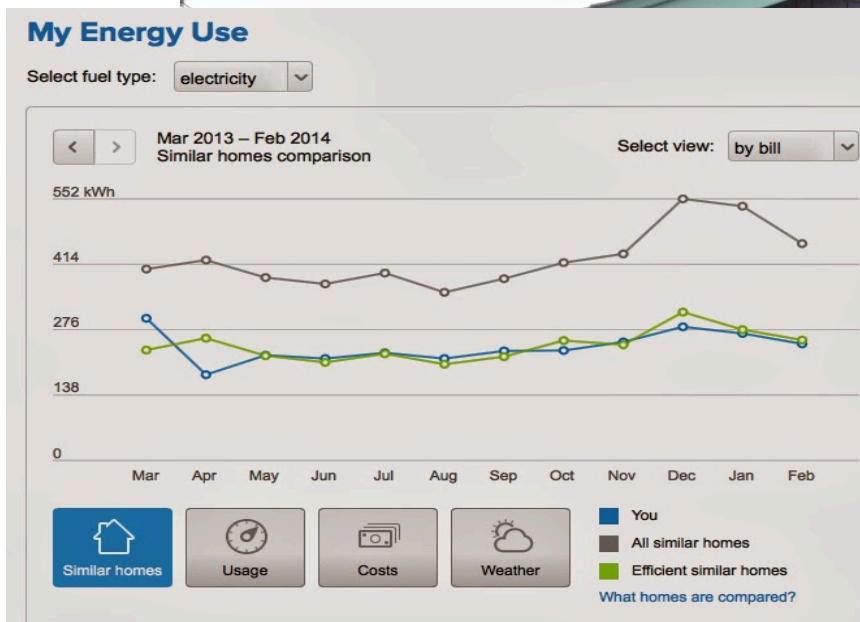 My Energy Use
Select fuel type: electricity
Mar 2013 – Feb 2014
Similar homes comparison
Select view: by bill
552 kWh
414
276
138
0
Mar Apr May Jun Jul Aug Sep Oct Nov Dec Jan Feb
Similar homes
Usage
Costs
Weather
You
All similar homes
Efficient similar homes
What homes are compared?